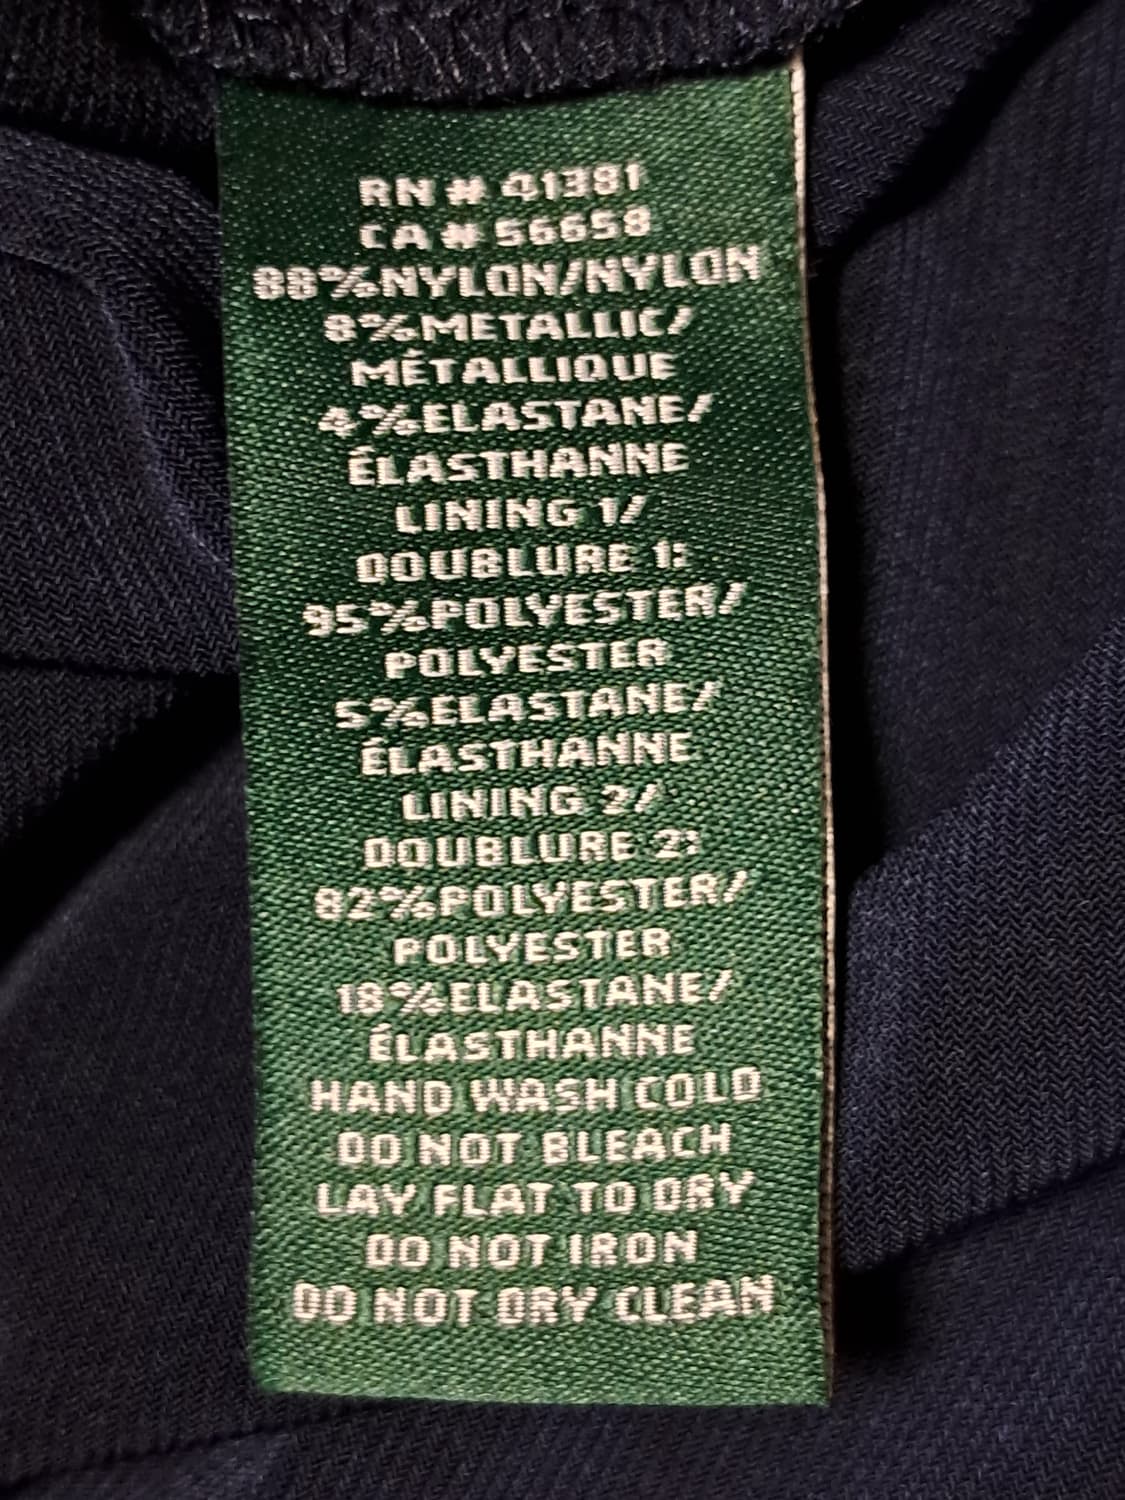 RN # 41381
CA # 56658
88%NYLON/NYLON
8%METALLIC/
MÉTALLIQUE
4%ELASTANE/
ÉLASTHANNE
LINING 1/
DOUBLURE 1:
95%POLYESTER/
POLYESTER
5%ELASTANE/
ÉLASTHANNE
LINING 2/
DOUBLURE 2:
82%POLYESTER/
POLYESTER
18%ELASTANE/
ÉLASTHANNE
HAND WASH COLD
DO NOT BLEACH
LAY FLAT TO DRY
DO NOT IRON
DO NOT DRY CLEAN